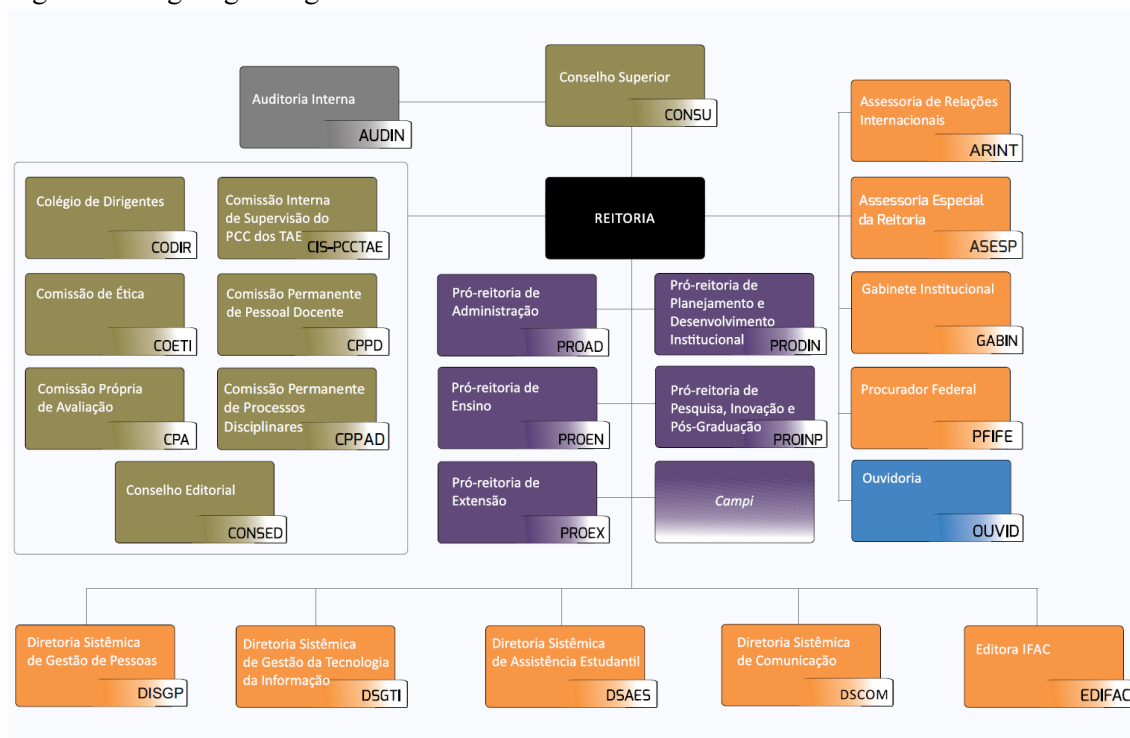 Conselho Superior
CONSU
Auditoria Interna
AUDIN
Assessoria de Relações
Internacionais
ARINT
Colégio de Dirigentes
CODIR
Comissão Interna
de Supervisão do
PCC dos TAE
CIS-PCCTAE
REITORIA
Assessoria Especial
da Reitoria
ASESP
Comissão de Ética
COETI
Comissão Permanente
de Pessoal Docente
CPPD
Pró-reitoria de
Administração
PROAD
Pró-reitoria de
Planejamento e
Desenvolvimento
Institucional
PRODIN
Gabinete Institucional
GABIN
Comissão Própria
de Avaliação
CPA
Comissão Permanente
de Processos
Disciplinares
CPPAD
Pró-reitoria de
Ensino
PROEN
Pró-reitoria de
Pesquisa, Inovação e
Pós-Graduação
PROINP
Procurador Federal
PFIFE
Conselho Editorial
CONSED
Pró-reitoria de
Extensão
PROEX
Campi
Ouvidoria
OUVID
Diretoria Sistêmica
de Gestão de Pessoas
DISGP
Diretoria Sistêmica
de Gestão da Tecnologia
da Informação
DSGTI
Diretoria Sistêmica
de Assistência Estudantil
DSAES
Diretoria Sistêmica
de Comunicação
DSCOM
Editora IFAC
EDIFAC